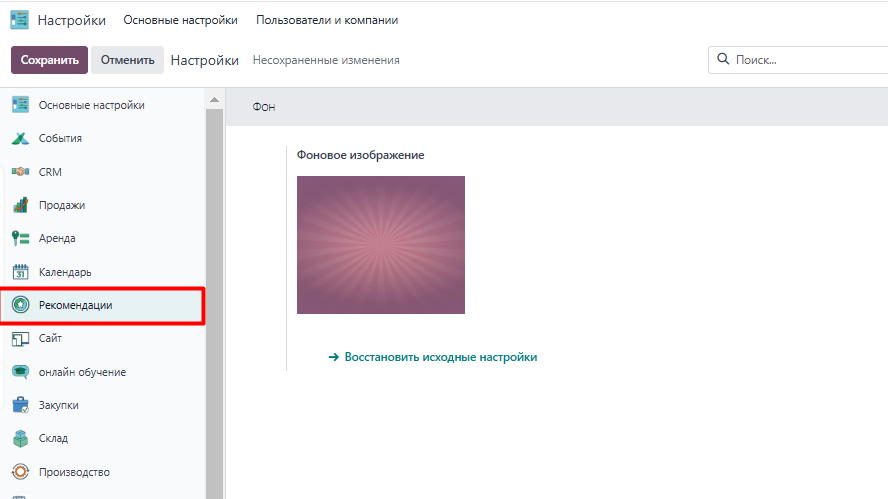 Настройки Основные настройки Пользователи и компании
Сохранить Отменить Настройки Несохраненные изменения Поиск...
Основные настройки
События
CRM
Продажи
Аренда
31 Календарь
Рекомендации
Сайт
онлайн обучение
Закупки
Склад
Производство
Фон
Фоновое изображение
Восстановить исходные настройки